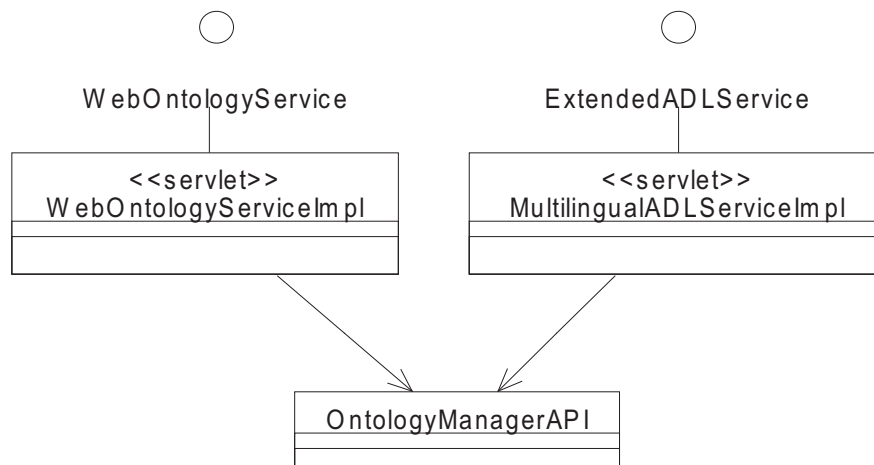 WebOntologyService
ExtendedADLService
<<servlet>>
WebOntologyServiceImpl
<<servlet>>
MultilingualADLServiceImpl
OntologyManagerAPI